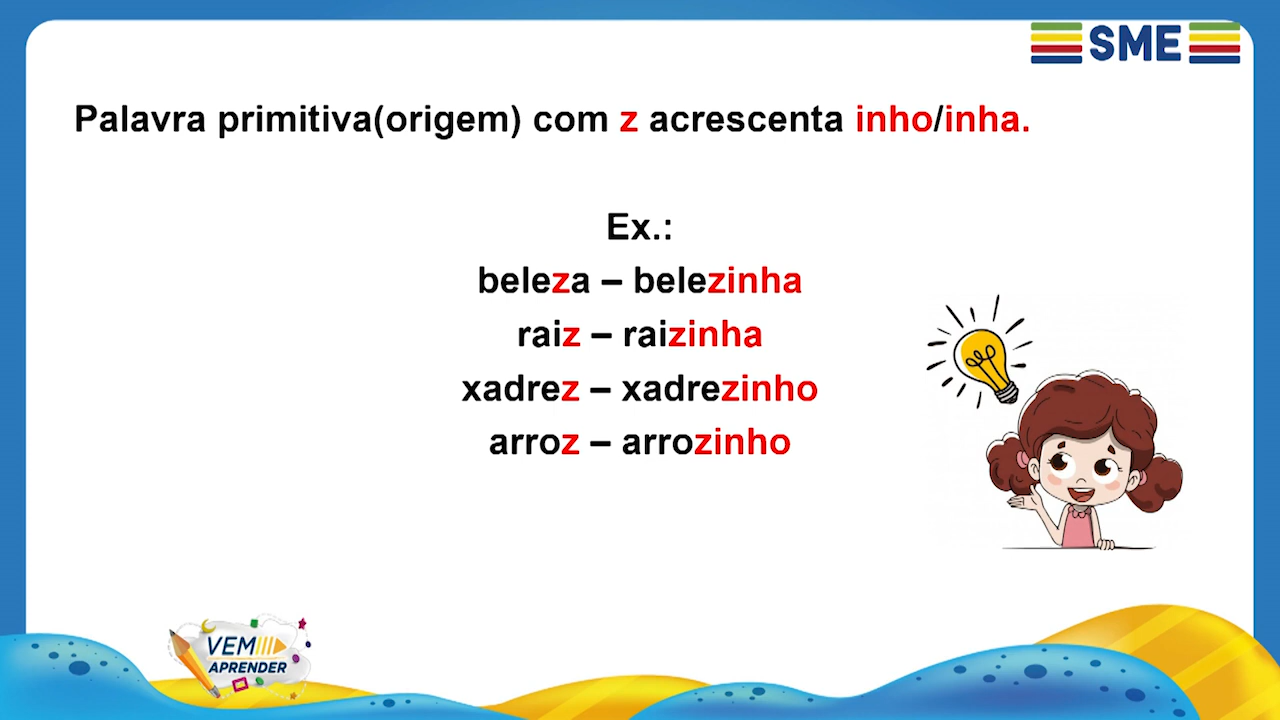 SME
Palavra primitiva(origem) com z acrescenta inho/inha.
Ex.:
beleza – belezinha
raiz – raizinha
xadrez – xadrezinho
arroz – arrozinho
VEM
APRENDER